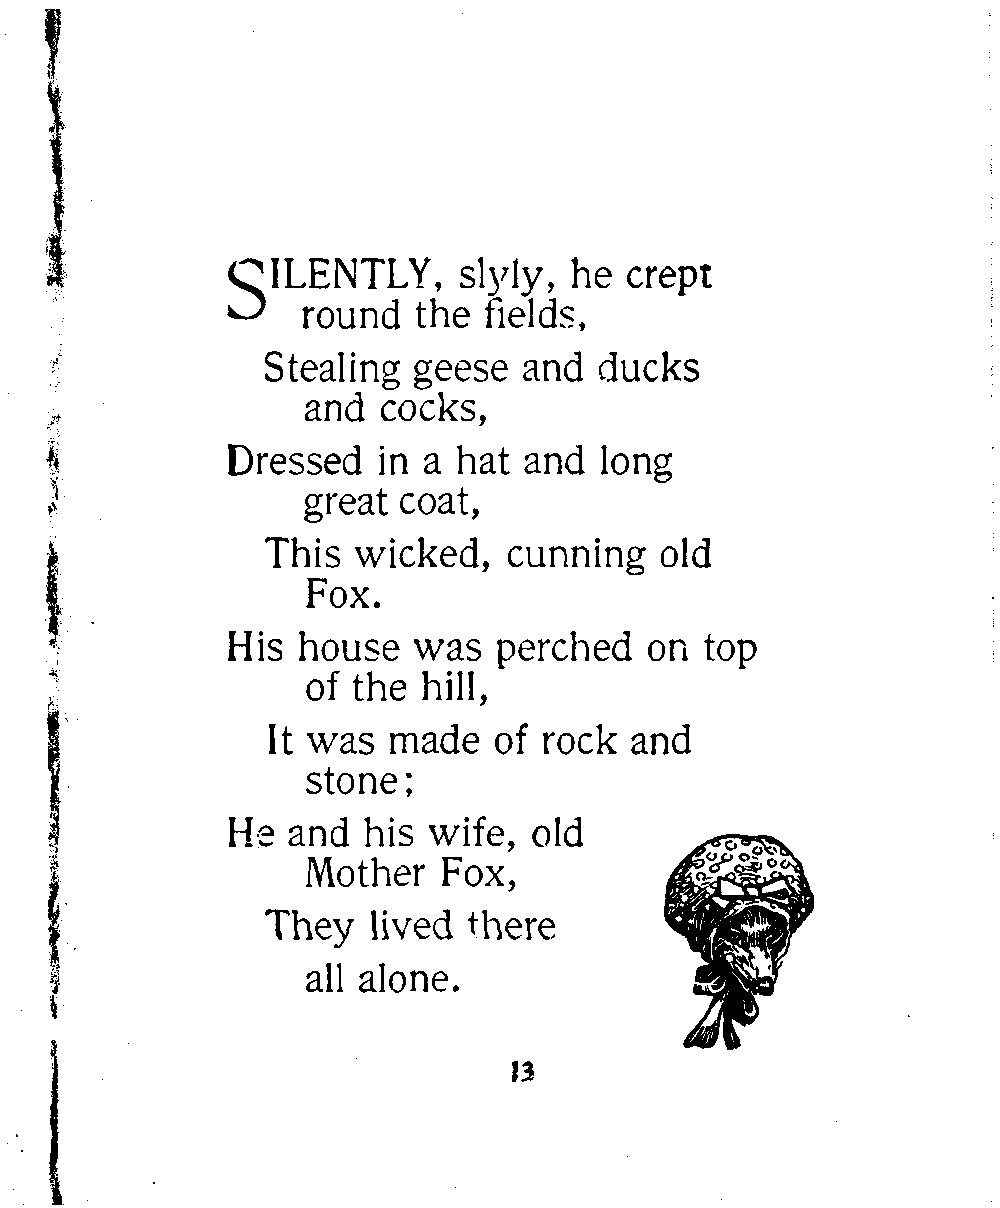 SILENTLY, slyly, he crept
round the fields,
Stealing geese and ducks
and cocks,
Dressed in a hat and long
great coat,
This wicked, cunning old
Fox.
His house was perched on top
of the hill,
It was made of rock and
stone;
He and his wife, old
Mother Fox,
They lived there
all alone.
13